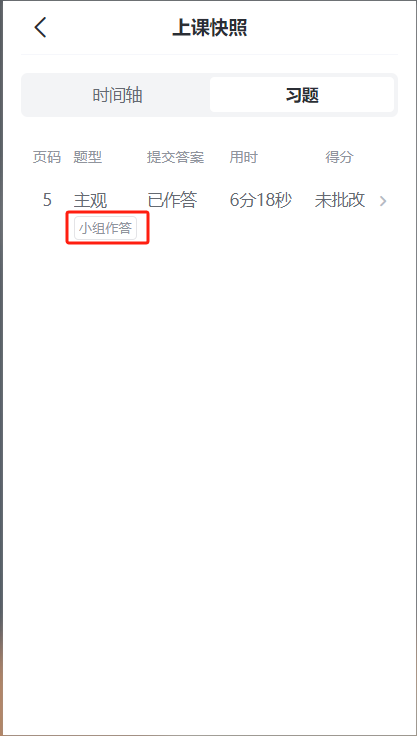 上课快照
时间轴 习题
页码 题型 提交答案 用时 得分
5 主观 已作答 6分18秒 未批改
小组作答